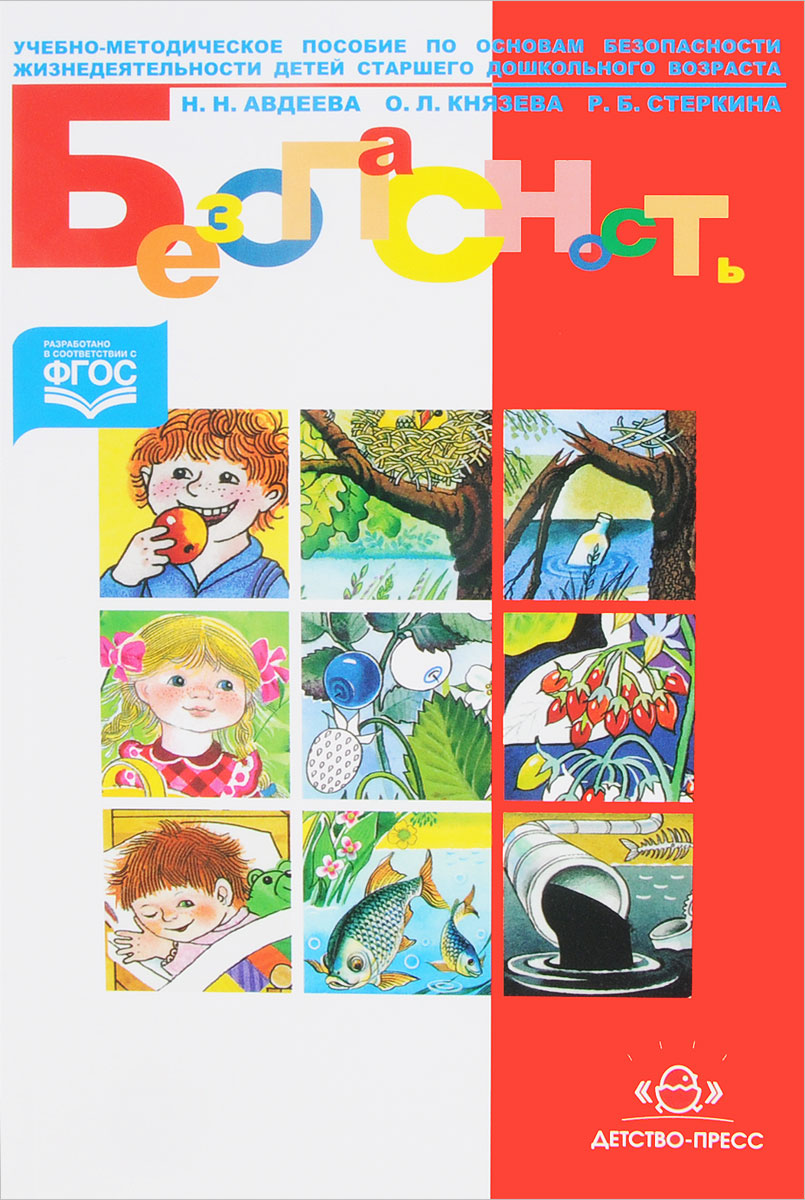 УЧЕБНО-МЕТОДИЧЕСКОЕ ПОСОБИЕ ПО ОСНОВАМ БЕЗОПАСНОСТИ
ЖИЗНЕДЕЯТЕЛЬНОСТИ ДЕТЕЙ СТАРШЕГО ДОШКОЛЬНОГО ВОЗРАСТА
Н. Н. АВДЕЕВА О. Л. КНЯЗЕВА Р. Б. СТЕРКИНА
БеЗОПаСНоСТь
РАЗРАБОТАНО
В СООТВЕТСТВИИ С
ФГОС
ДЕТСТВО-ПРЕСС